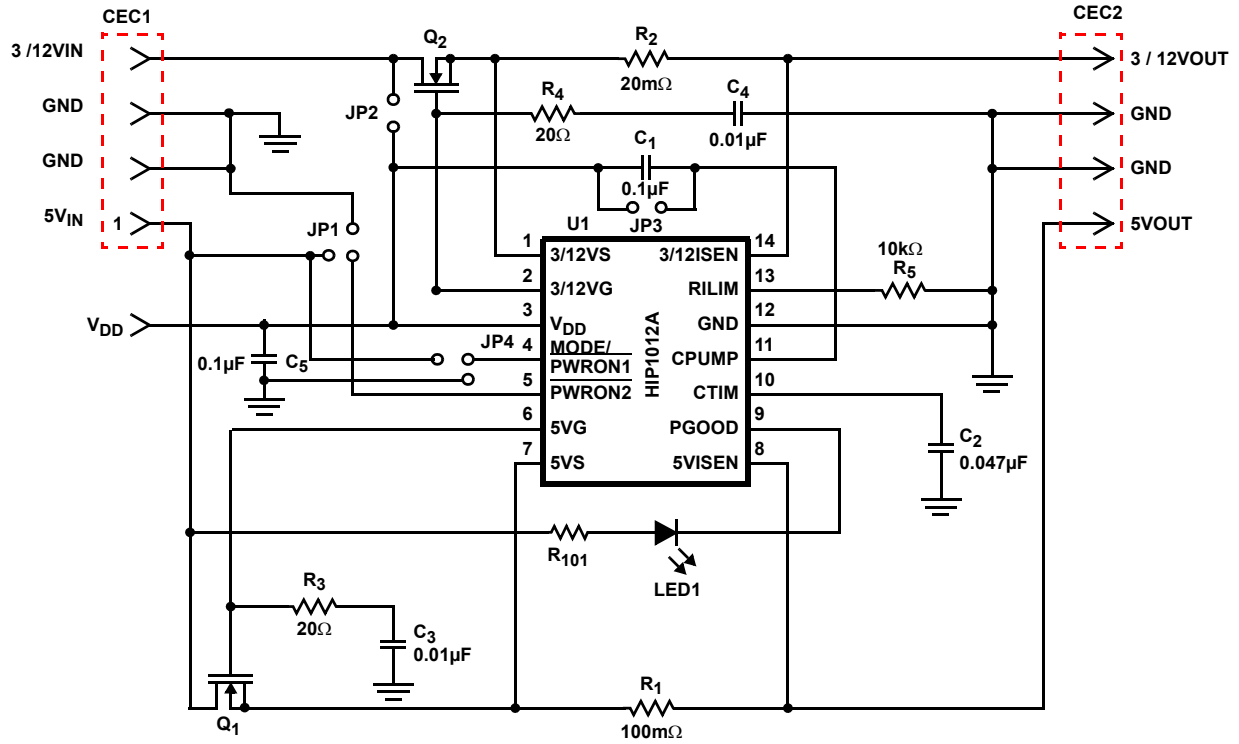 CEC1
CEC2
3 /12VIN
Q2
R2
20mΩ
3 / 12VOUT
GND
JP2
R4
20Ω
C4
0.01µF
GND
GND
C1
0.1µF
JP3
GND
5VIN
1
JP1
U1
5VOUT
1
3/12VS
3/12ISEN
14
10kΩ
R5
2
3/12VG
RILIM
13
VDD
3
VDD
GND
12
0.1µF
C5
JP4
4
MODE/
PWRON1
CPUMP
11
5
PWRON2
CTIM
10
HIP1012A
6
5VG
PGOOD
9
C2
0.047µF
7
5VS
5VISEN
8
R101
LED1
R3
20Ω
C3
0.01µF
Q1
R1
100mΩ